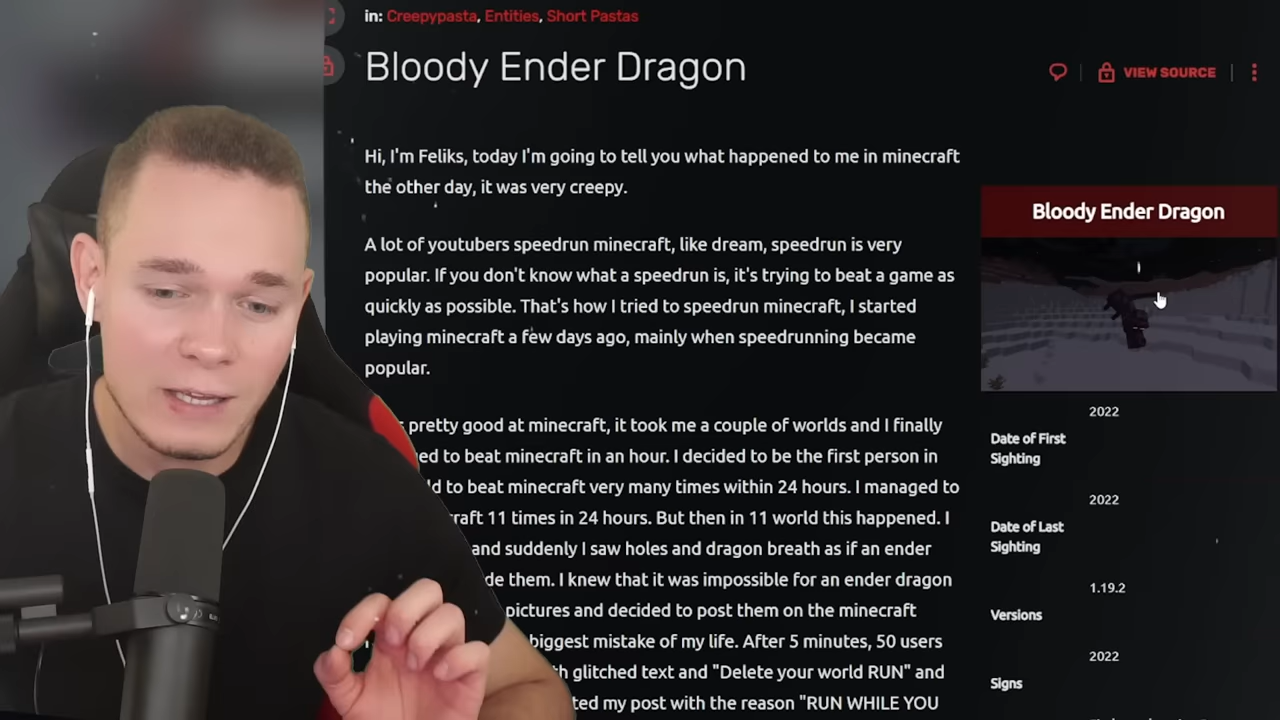 in: Creepypasta, Entities, Short Pastas
Bloody Ender Dragon
VIEW SOURCE
Hi, I'm Feliks, today I'm going to tell you what happened to me in minecraft
the other day, it was very creepy.
A lot of youtubers speedrun minecraft, like dream, speedrun is very
popular. If you don't know what a speedrun is, it's trying to beat a game as
quickly as possible. That's how I tried to speedrun minecraft, I started
playing minecraft a few days ago, mainly when speedrunning became
popular.
pretty good at minecraft, it took me a couple of worlds and I finally
to beat minecraft in an hour. I decided to be the first person in
to beat minecraft very many times within 24 hours. I managed to
11 times in 24 hours. But then in 11 world this happened. I
and suddenly I saw holes and dragon breath as if an ender
them. I knew that it was impossible for an ender dragon
pictures and decided to post them on the minecraft
biggest mistake of my life. After 5 minutes, 50 users
glitched text and "Delete your world RUN" and
my post with the reason "RUN WHILE YOU
Bloody Ender Dragon
2022
Date of First
Sighting
2022
Date of Last
Sighting
1.19.2
Versions
2022
Signs